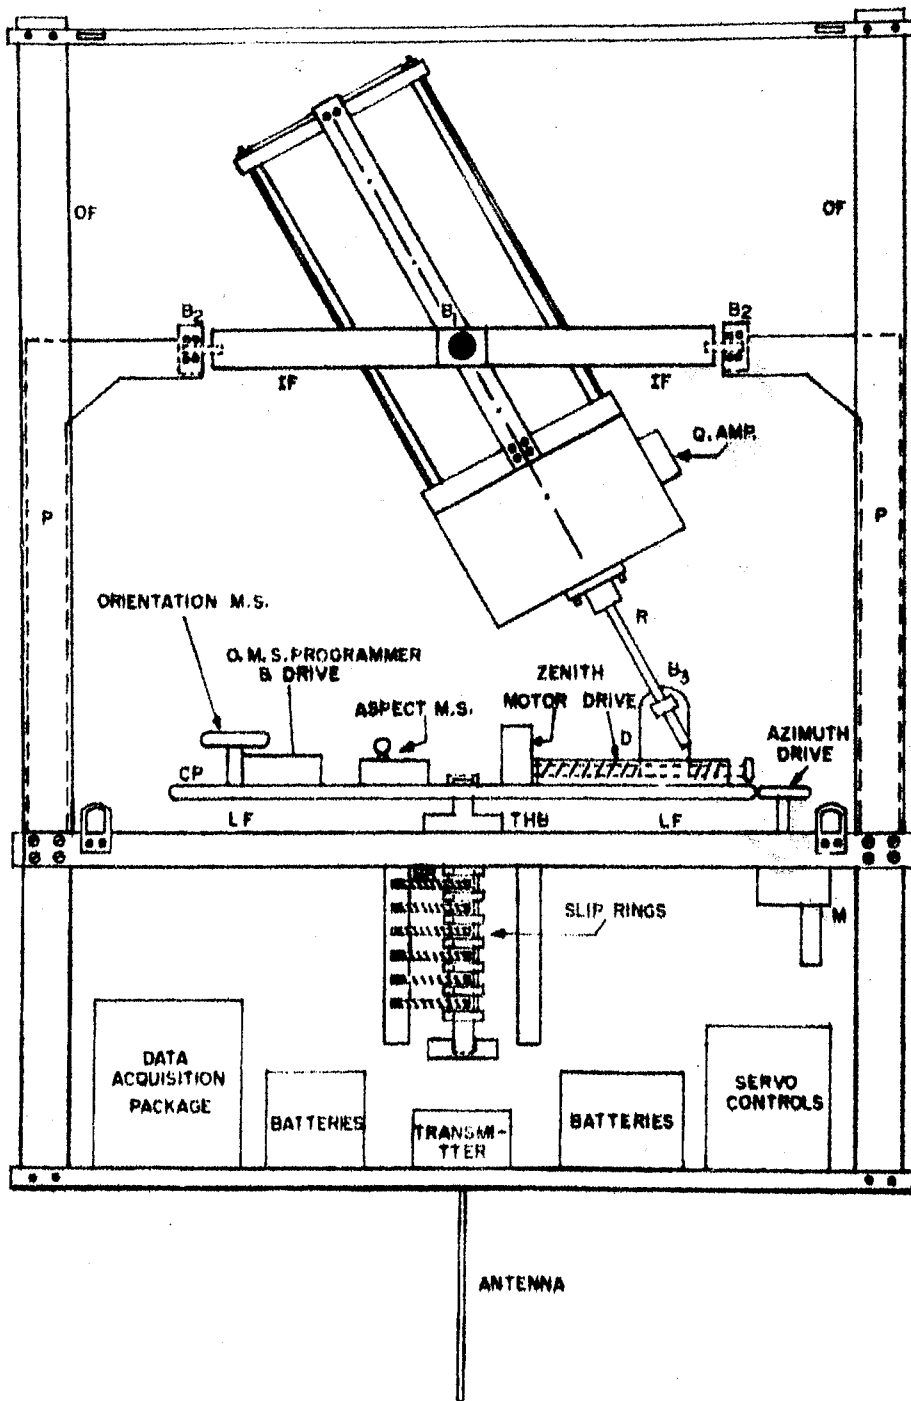 OF
OF
B2
B1
B2
IF
IF
Q. AMP.
P
P
ORIENTATION M.S.
O.M.S. PROGRAMMER
& DRIVE
R
B3
ZENITH
MOTOR DRIVE
ASPECT M.S.
D
AZIMUTH
DRIVE
CP
LF
THB
LF
SLIP RINGS
M
DATA
ACQUISITION
PACKAGE
BATTERIES
TRANSMI-
TTER
BATTERIES
SERVO
CONTROLS
ANTENNA